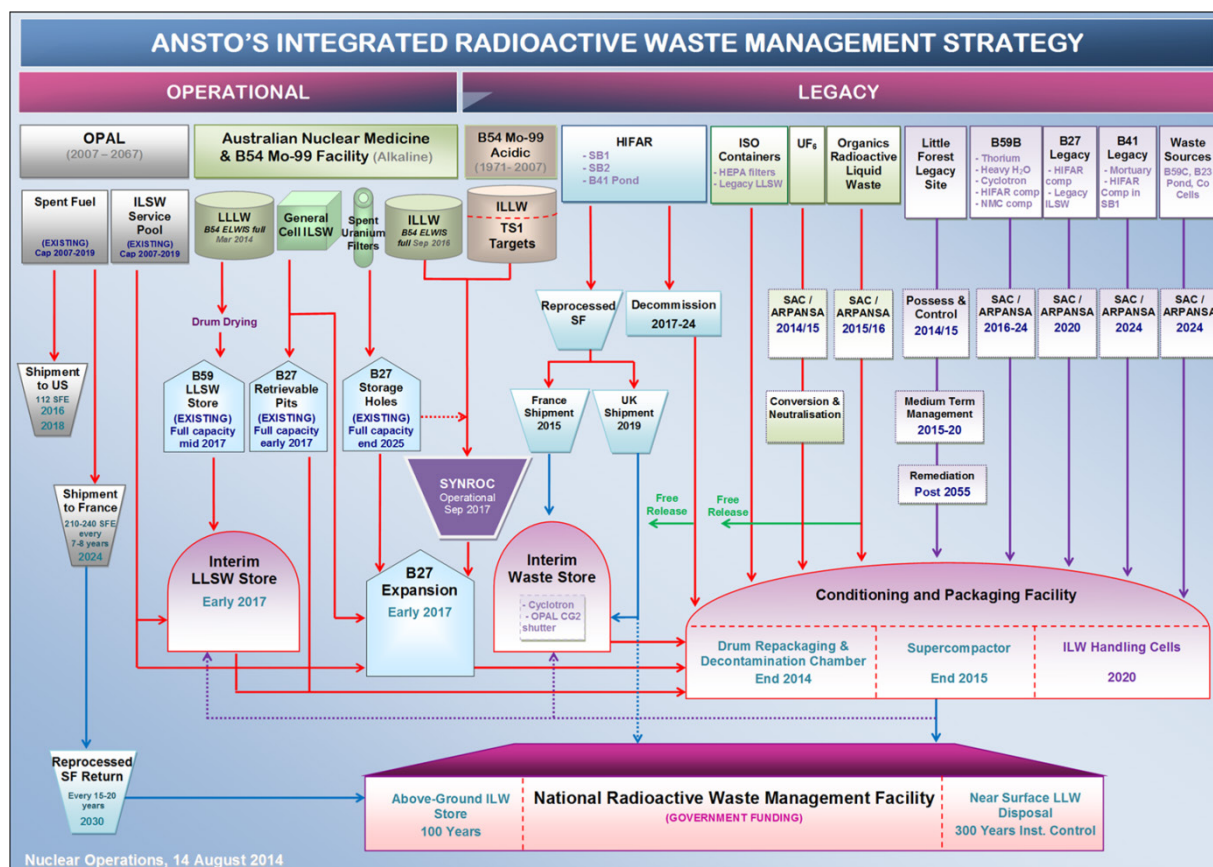 ANSTO'S INTEGRATED RADIOACTIVE WASTE MANAGEMENT STRATEGY
OPERATIONAL
LEGACY
OPAL
(2007 – 2067)
Australian Nuclear Medicine
& B54 Mo-99 Facility (Alkaline)
B54 Mo-99
Acidic
(1971- 2007)
HIFAR
- SB1
- SB2
- B41 Pond
ISO
Containers
- HEPA filters
- Legacy LLSW
UF₆
Organics
Radioactive
Liquid
Waste
Little
Forest
Legacy
Site
B59B
- Thorium
- Heavy H₂O
- Cyclotron
- HIFAR comp
- NMC comp
B27
Legacy
- HIFAR
comp
- Legacy
ILSW
B41
Legacy
- Mortuary
- HIFAR
Comp in
SB1
Waste
Sources
B59C, B23
Pond, Co
Cells
Spent Fuel
(EXISTING)
Cap 2007-2019
ILSW
Service
Pool
(EXISTING)
Cap 2007-2019
LLLW
B54 ELWIS full
Mar 2014
General
Cell ILSW
Spent
Uranium
Filters
ILLW
B54 ELWIS
full Sep 2016
ILLW
TS1
Targets
Drum Drying
Reprocessed
SF
Decommission
2017-24
SAC /
ARPANSA
2014/15
SAC /
ARPANSA
2015/16
Possess &
Control
2014/15
SAC /
ARPANSA
2016-24
SAC /
ARPANSA
2020
SAC /
ARPANSA
2024
SAC /
ARPANSA
2024
Shipment
to US
112 SFE
2016
2018
B59
LLSW
Store
(EXISTING)
Full capacity
mid 2017
B27
Retrievable
Pits
(EXISTING)
Full capacity
early 2017
B27
Storage
Holes
(EXISTING)
Full capacity
end 2025
France
Shipment
2015
UK
Shipment
2019
Conversion &
Neutralisation
Medium Term
Management
2015-20
Remediation
Post 2055
SYNROC
Operational
Sep 2017
Shipment
to France
210-240 SFE
every
7-8 years
2024
Free
Release
Free
Release
Interim
LLSW Store
Early 2017
B27
Expansion
Early 2017
Interim
Waste Store
- Cyclotron
- OPAL CG2
shutter
Conditioning and Packaging Facility
Drum Repackaging &
Decontamination Chamber
End 2014
Supercompactor
End 2015
ILW Handling Cells
2020
Reprocessed
SF Return
Every 15-20
years
2030
Above-Ground ILW
Store
100 Years
National Radioactive Waste Management Facility
(GOVERNMENT FUNDING)
Near Surface LLW
Disposal
300 Years Inst. Control
Nuclear Operations, 14 August 2014